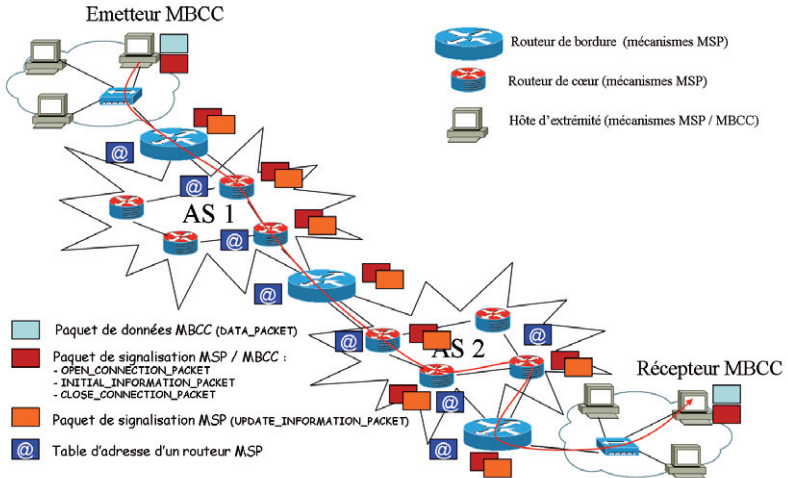 Emetteur MBCC
Routeur de bordure (mécanismes MSP)
Routeur de cœur (mécanismes MSP)
Hôte d'extrémité (mécanismes MSP / MBCC)
@
@
AS 1
@
@
@
@
AS 2
@
@
Récepteur MBCC
Paquet de données MBCC (DATA_PACKET)
Paquet de signalisation MSP / MBCC :
- OPEN_CONNECTION_PACKET
- INITIAL_INFORMATION_PACKET
- CLOSE_CONNECTION_PACKET
Paquet de signalisation MSP (UPDATE_INFORMATION_PACKET)
@ Table d'adresse d'un routeur MSP